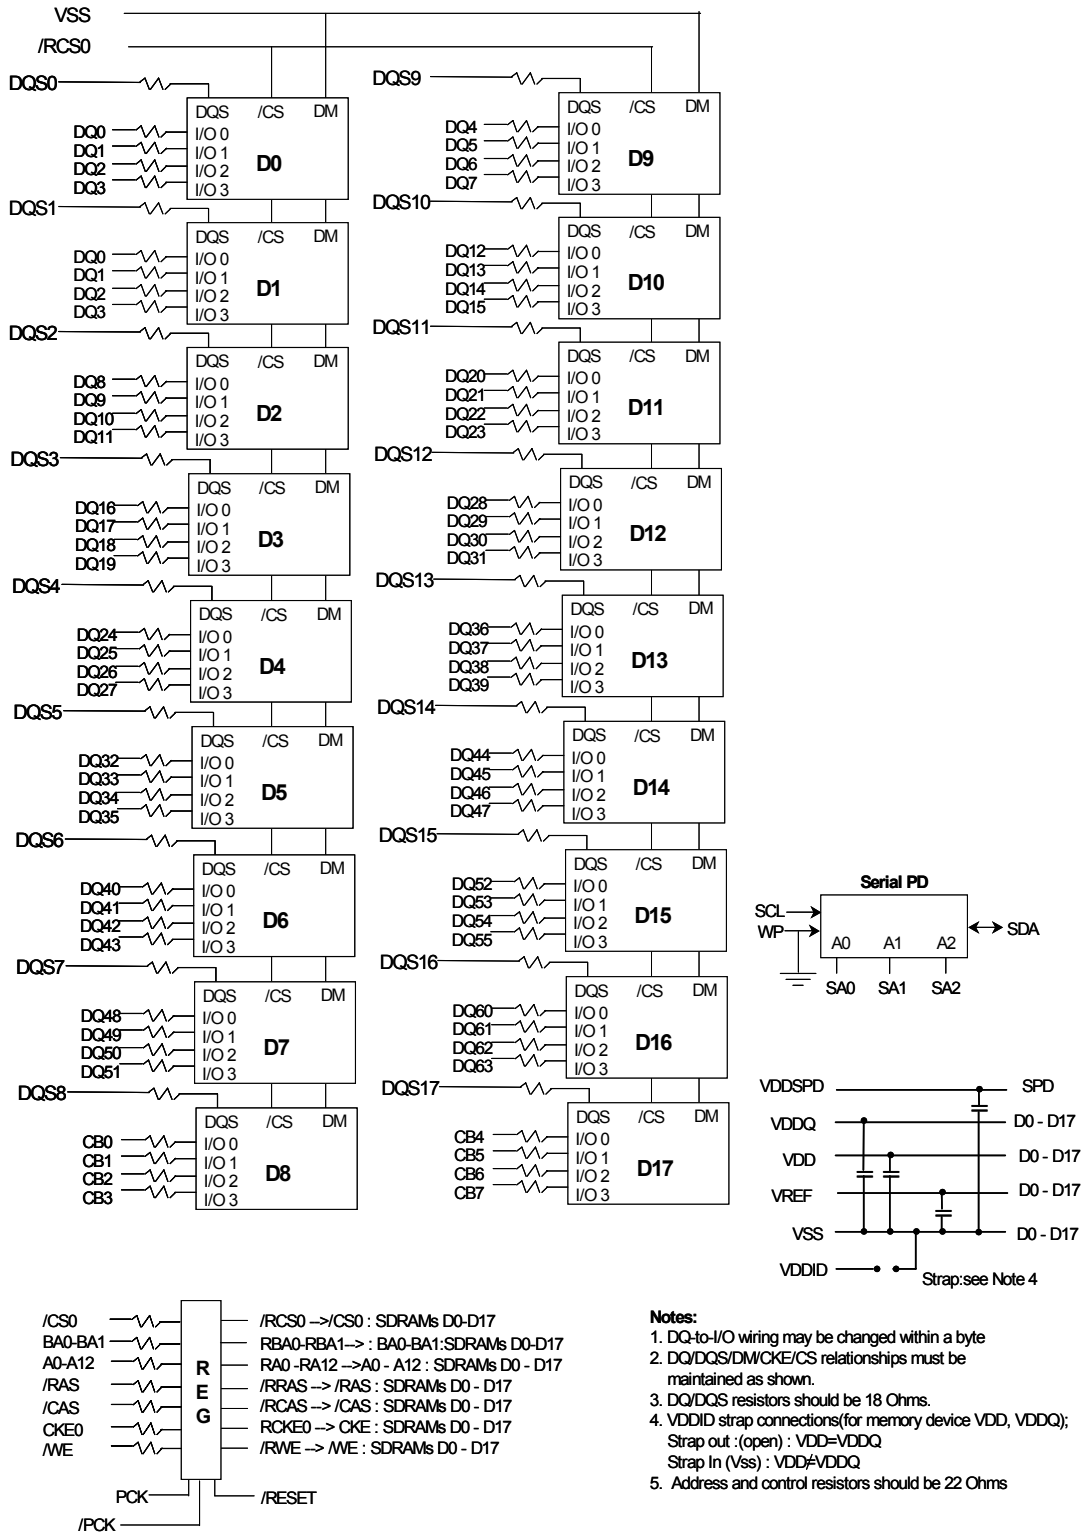 VSS
/RCS0
DQS0
DQS /CS DM
DQ0 I/O 0
DQ1 I/O 1
DQ2 I/O 2
DQ3 I/O 3
D0
DQS1
DQS /CS DM
DQ0 I/O 0
DQ1 I/O 1
DQ2 I/O 2
DQ3 I/O 3
D1
DQS2
DQS /CS DM
DQ8 I/O 0
DQ9 I/O 1
DQ10 I/O 2
DQ11 I/O 3
D2
DQS3
DQS /CS DM
DQ16 I/O 0
DQ17 I/O 1
DQ18 I/O 2
DQ19 I/O 3
D3
DQS4
DQS /CS DM
DQ24 I/O 0
DQ25 I/O 1
DQ26 I/O 2
DQ27 I/O 3
D4
DQS5
DQS /CS DM
DQ32 I/O 0
DQ33 I/O 1
DQ34 I/O 2
DQ35 I/O 3
D5
DQS6
DQS /CS DM
DQ40 I/O 0
DQ41 I/O 1
DQ42 I/O 2
DQ43 I/O 3
D6
DQS7
DQS /CS DM
DQ48 I/O 0
DQ49 I/O 1
DQ50 I/O 2
DQ51 I/O 3
D7
DQS8
DQS /CS DM
CB0 I/O 0
CB1 I/O 1
CB2 I/O 2
CB3 I/O 3
D8
DQS9
DQS /CS DM
DQ4 I/O 0
DQ5 I/O 1
DQ6 I/O 2
DQ7 I/O 3
D9
DQS10
DQS /CS DM
DQ12 I/O 0
DQ13 I/O 1
DQ14 I/O 2
DQ15 I/O 3
D10
DQS11
DQS /CS DM
DQ20 I/O 0
DQ21 I/O 1
DQ22 I/O 2
DQ23 I/O 3
D11
DQS12
DQS /CS DM
DQ28 I/O 0
DQ29 I/O 1
DQ30 I/O 2
DQ31 I/O 3
D12
DQS13
DQS /CS DM
DQ36 I/O 0
DQ37 I/O 1
DQ38 I/O 2
DQ39 I/O 3
D13
DQS14
DQS /CS DM
DQ44 I/O 0
DQ45 I/O 1
DQ46 I/O 2
DQ47 I/O 3
D14
DQS15
DQS /CS DM
DQ52 I/O 0
DQ53 I/O 1
DQ54 I/O 2
DQ55 I/O 3
D15
DQS16
DQS /CS DM
DQ60 I/O 0
DQ61 I/O 1
DQ62 I/O 2
DQ63 I/O 3
D16
DQS17
DQS /CS DM
CB4 I/O 0
CB5 I/O 1
CB6 I/O 2
CB7 I/O 3
D17
Serial PD
SCL
WP
SDA
A0 A1 A2
SA0 SA1 SA2
VDDSPD SPD
VDDQ D0 - D17
VDD D0 - D17
VREF D0 - D17
VSS D0 - D17
VDDID
Strap:see Note 4
REG
/CS0 /RCS0 -->/CS0 : SDRAMs D0-D17
BA0-BA1 RBA0-RBA1--> : BA0-BA1:SDRAMs D0-D17
A0-A12 RA0 -RA12 -->A0 - A12 : SDRAMs D0 - D17
/RAS /RRAS --> /RAS : SDRAMs D0 - D17
/CAS /RCAS --> /CAS : SDRAMs D0 - D17
CKE0 RCKE0 --> CKE : SDRAMs D0 - D17
/WE /RWE --> /WE : SDRAMs D0 - D17
PCK
/RESET
/PCK
Notes:
1. DQ-to-I/O wiring may be changed within a byte
2. DQ/DQS/DM/CKE/CS relationships must be
maintained as shown.
3. DQ/DQS resistors should be 18 Ohms.
4. VDDID strap connections(for memory device VDD, VDDQ);
Strap out :(open) : VDD=VDDQ
Strap In (Vss) : VDD≠VDDQ
5. Address and control resistors should be 22 Ohms